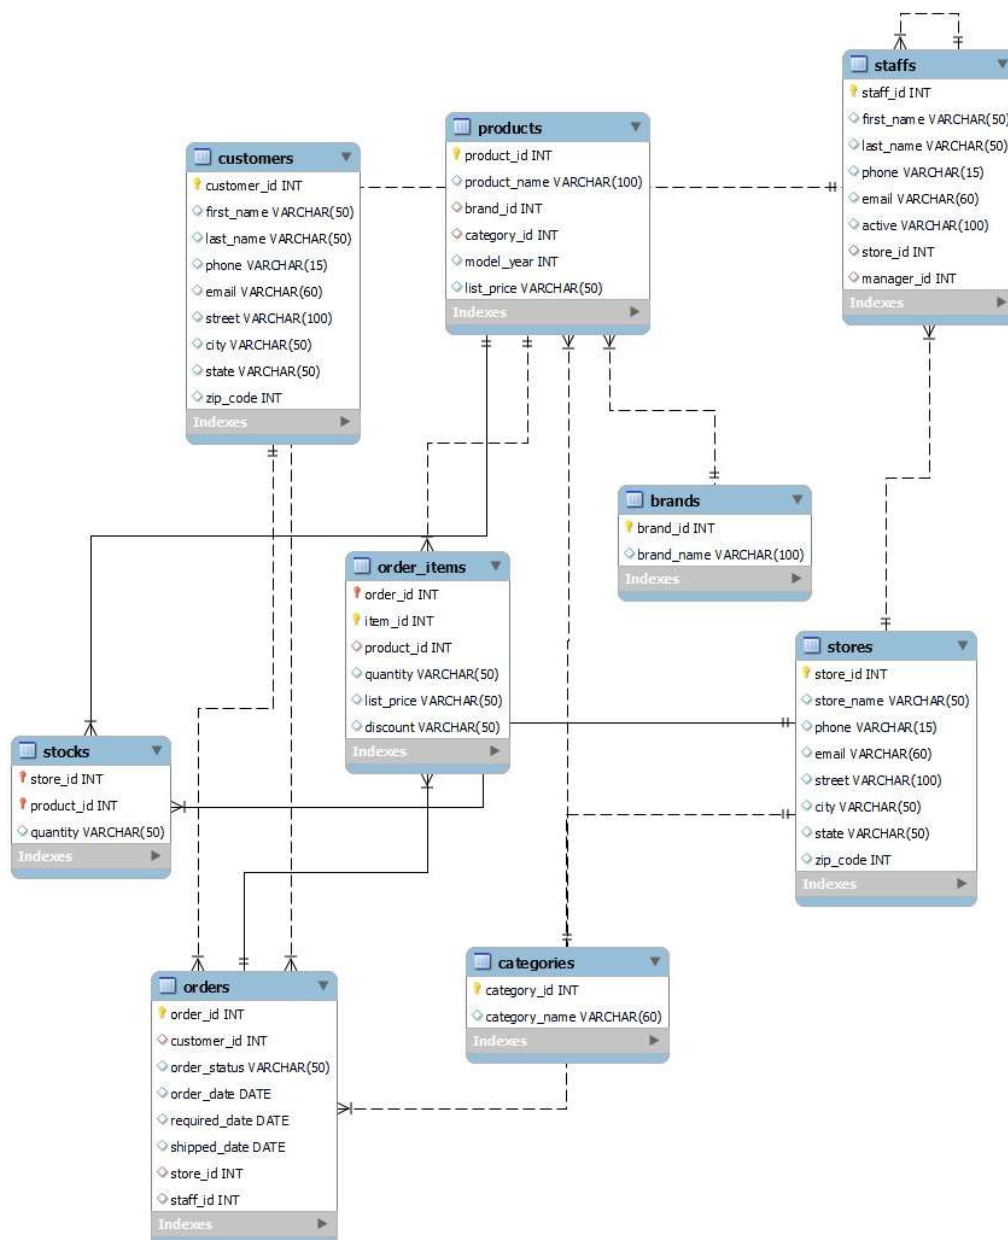 staffs
staff_id INT
first_name VARCHAR(50)
last_name VARCHAR(50)
phone VARCHAR(15)
email VARCHAR(60)
active VARCHAR(100)
store_id INT
manager_id INT
Indexes
products
product_id INT
product_name VARCHAR(100)
brand_id INT
category_id INT
model_year INT
list_price VARCHAR(50)
Indexes
customers
customer_id INT
first_name VARCHAR(50)
last_name VARCHAR(50)
phone VARCHAR(15)
email VARCHAR(60)
street VARCHAR(100)
city VARCHAR(50)
state VARCHAR(50)
zip_code INT
Indexes
brands
brand_id INT
brand_name VARCHAR(100)
Indexes
order_items
order_id INT
item_id INT
product_id INT
quantity VARCHAR(50)
list_price VARCHAR(50)
discount VARCHAR(50)
Indexes
stores
store_id INT
store_name VARCHAR(50)
phone VARCHAR(15)
email VARCHAR(60)
street VARCHAR(100)
city VARCHAR(50)
state VARCHAR(50)
zip_code INT
Indexes
stocks
store_id INT
product_id INT
quantity VARCHAR(50)
Indexes
categories
category_id INT
category_name VARCHAR(60)
Indexes
orders
order_id INT
customer_id INT
order_status VARCHAR(50)
order_date DATE
required_date DATE
shipped_date DATE
store_id INT
staff_id INT
Indexes